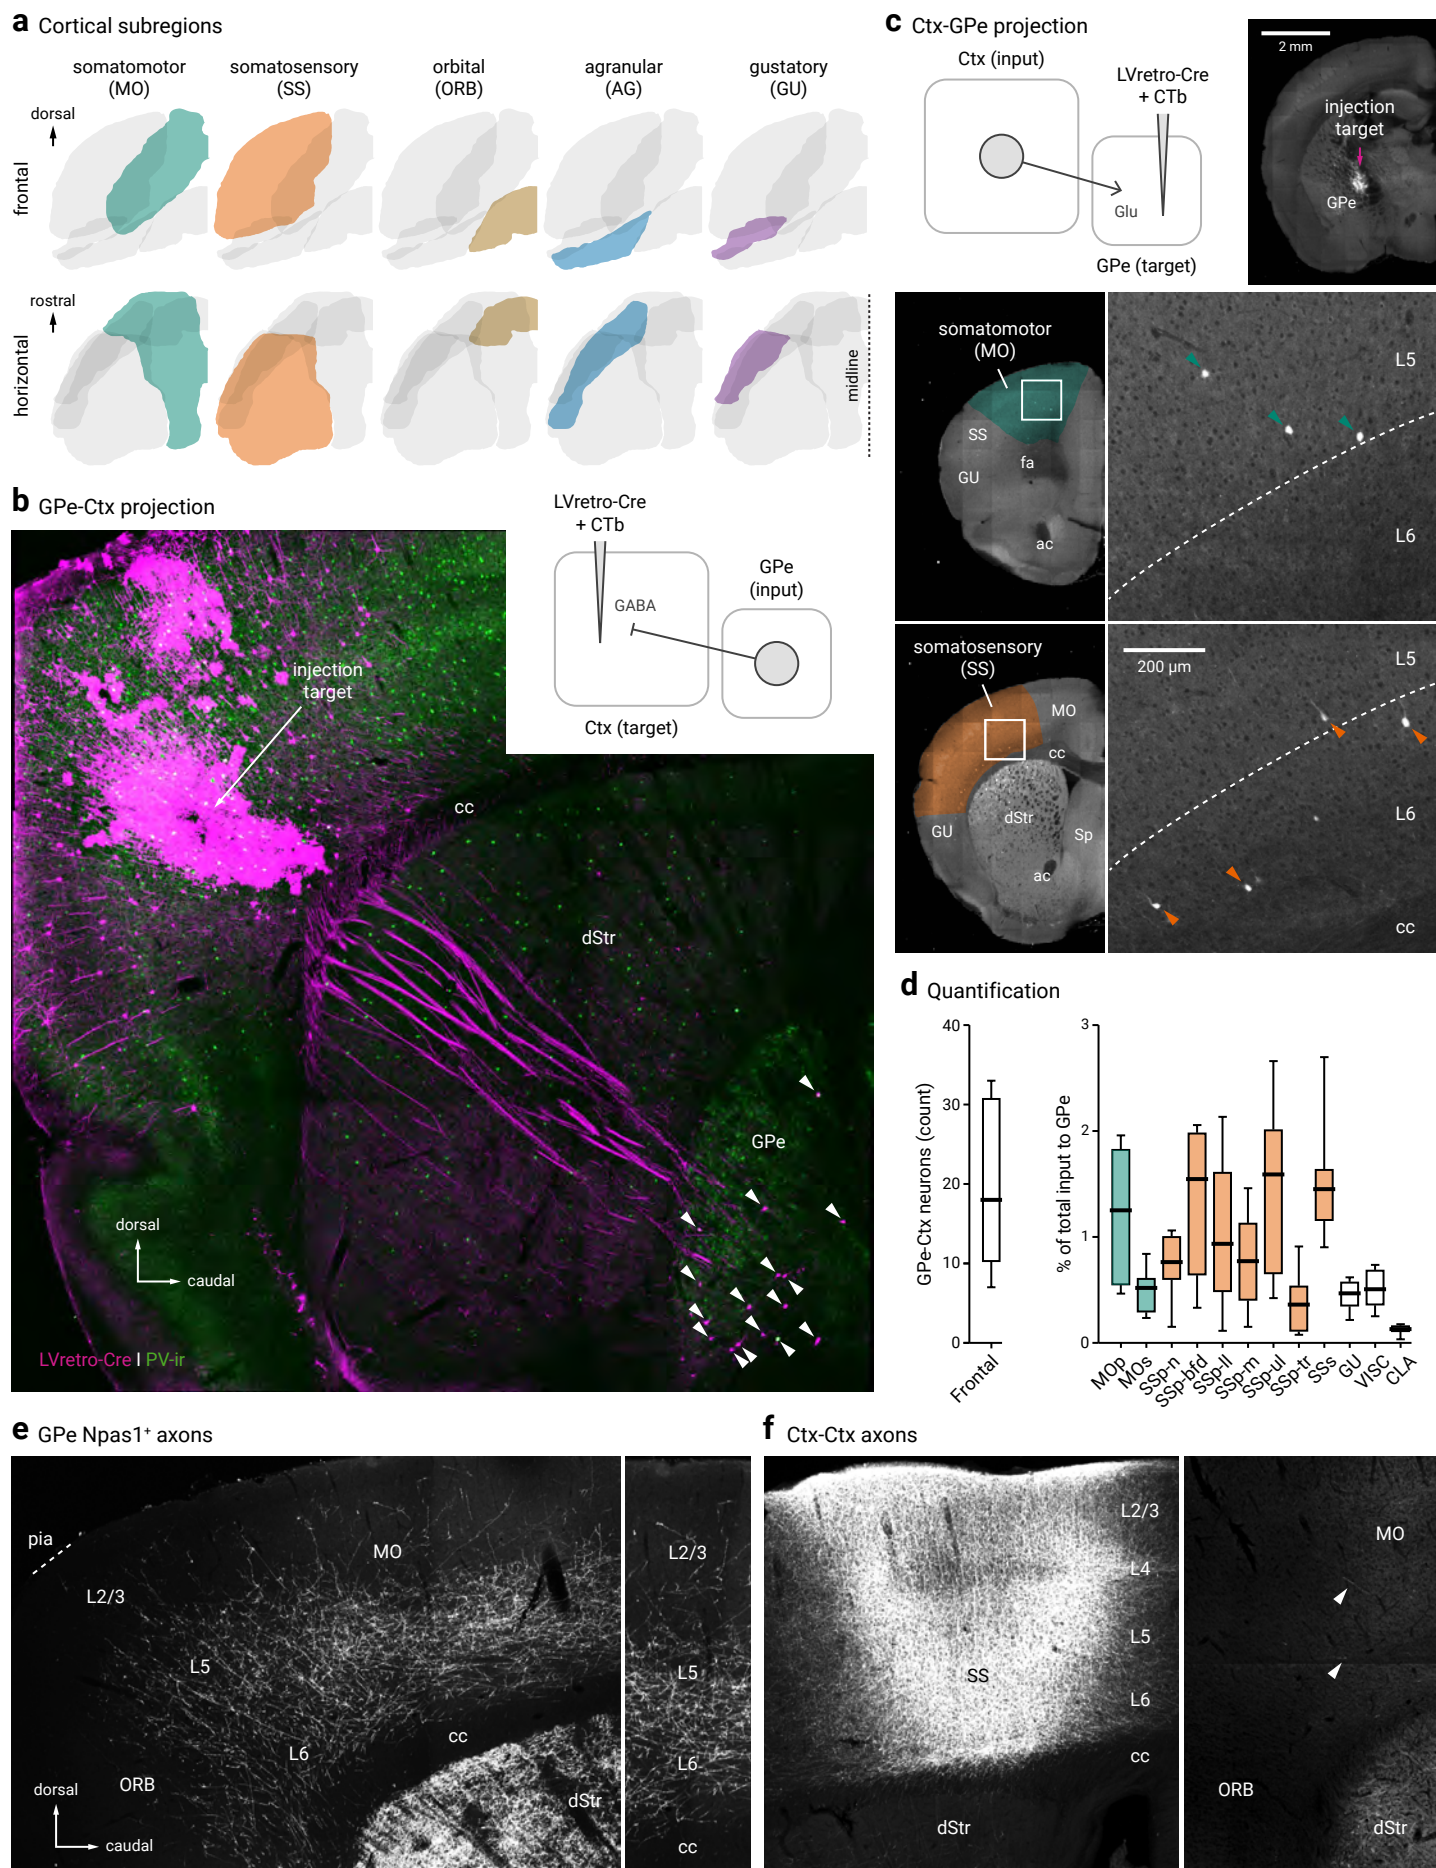 a Cortical subregions
somatomotor
(MO)
somatosensory
(SS)
orbital
(ORB)
agranular
(AG)
gustatory
(GU)
dorsal
frontal
rostral
horizontal
midline
b GPe-Ctx projection
LVretro-Cre
+ CTb
GPe
(input)
GABA
Ctx (target)
injection
target
cc
dStr
GPe
dorsal
caudal
LVretro-Cre I PV-ir
c Ctx-GPe projection
Ctx (input)
LVretro-Cre
+ CTb
Glu
GPe (target)
2 mm
injection
target
GPe
somatomotor
(MO)
SS
GU
fa
ac
L5
L6
somatosensory
(SS)
MO
cc
dStr
GU
Sp
ac
200 µm
L5
L6
cc
d Quantification
GPe-Ctx neurons (count)
40
30
20
10
0
Frontal
% of total input to GPe
3
2
1
0
MOp
MOs
SSp-n
SSp-bfd
SSp-ll
SSp-m
SSp-ul
SSp-tr
SSs
GU
VISC
CLA
e GPe Npas1⁺ axons
pia
L2/3
MO
L5
L6
cc
ORB
dStr
dorsal
caudal
L2/3
L5
L6
cc
f Ctx-Ctx axons
L2/3
L4
L5
SS
L6
cc
dStr
MO
ORB
dStr